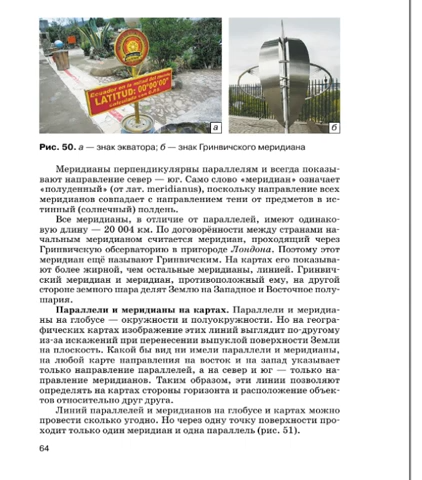 Ecuador en la mitad del mundo
LATITUD: 00°00'00"
calculado con G.P.S.
а
б
Рис. 50. а — знак экватора; б — знак Гринвичского меридиана
Меридианы перпендикулярны параллелям и всегда показы-
вают направление север — юг. Само слово «меридиан» означает
«полуденный» (от лат. meridianus), поскольку направление всех
меридианов совпадает с направлением тени от предметов в ис-
тинный (солнечный) полдень.
Все меридианы, в отличие от параллелей, имеют одинако-
вую длину — 20 004 км. По договорённости между странами на-
чальным меридианом считается меридиан, проходящий через
Гринвичскую обсерваторию в пригороде Лондона. Поэтому этот
меридиан ещё называют Гринвичским. На картах его показыва-
ют более жирной, чем остальные меридианы, линией. Гринвич-
ский меридиан и меридиан, противоположный ему, на другой
стороне земного шара делят Землю на Западное и Восточное полу-
шария.
Параллели и меридианы на картах. Параллели и меридиа-
ны на глобусе — окружности и полуокружности. Но на геогра-
фических картах изображение этих линий выглядит по-другому
из-за искажений при перенесении выпуклой поверхности Земли
на плоскость. Какой бы вид ни имели параллели и меридианы,
на любой карте направления на восток и на запад указывает
только направление параллелей, а на север и юг — только на-
правление меридианов. Таким образом, эти линии позволяют
определять на картах стороны горизонта и расположение объек-
тов относительно друг друга.
Линий параллелей и меридианов на глобусе и картах можно
провести сколько угодно. Но через одну точку поверхности про-
ходит только один меридиан и одна параллель (рис. 51).
64